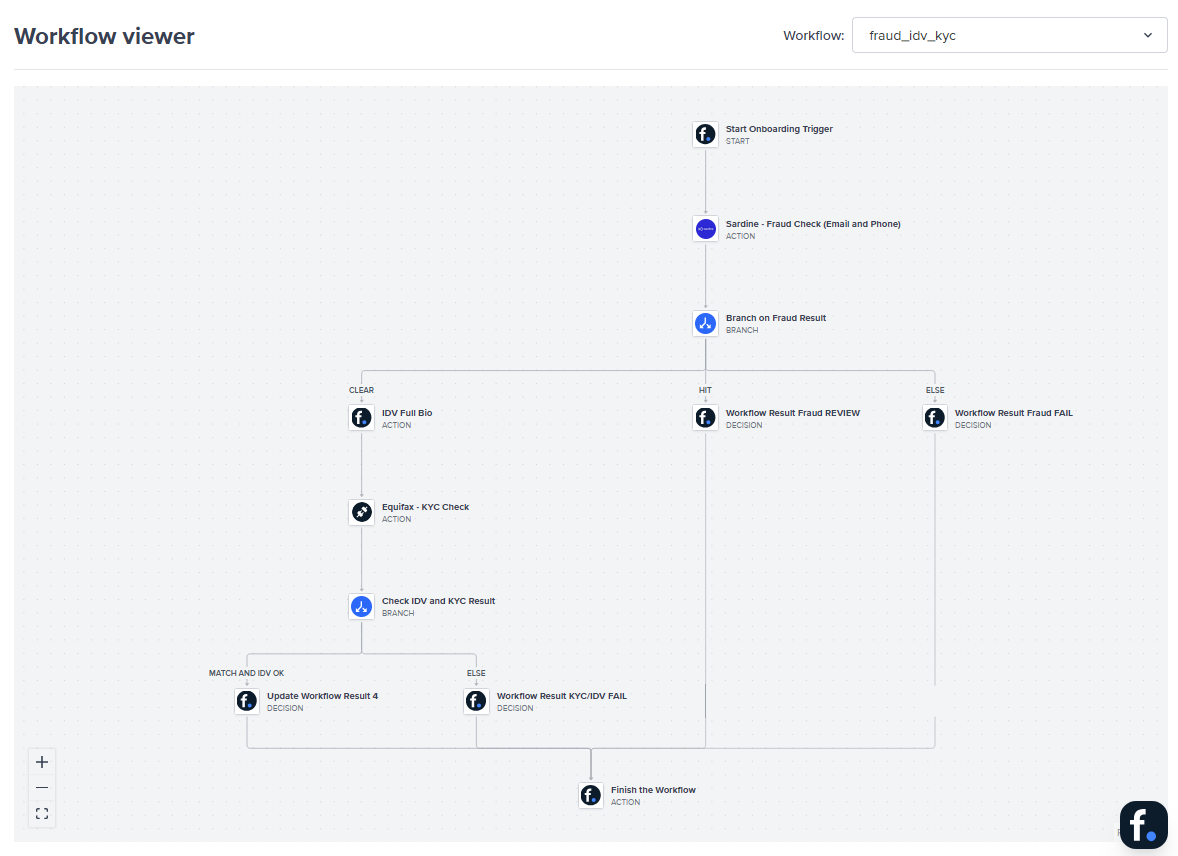 Workflow viewer
Workflow:
fraud_idv_kyc
Start Onboarding Trigger
START
Sardine - Fraud Check (Email and Phone)
ACTION
Branch on Fraud Result
BRANCH
CLEAR
HIT
ELSE
IDV Full Bio
ACTION
Workflow Result Fraud REVIEW
DECISION
Workflow Result Fraud FAIL
DECISION
Equifax - KYC Check
ACTION
Check IDV and KYC Result
BRANCH
MATCH AND IDV OK
ELSE
Update Workflow Result 4
DECISION
Workflow Result KYC/IDV FAIL
DECISION
Finish the Workflow
ACTION
f.